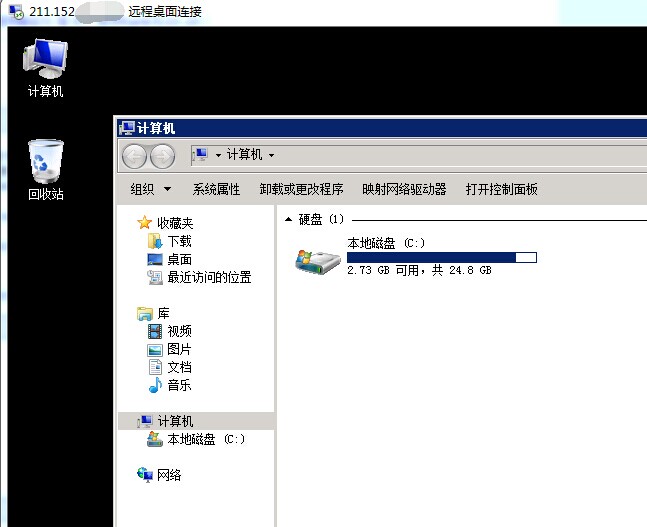 211.152 远程桌面连接
计算机
回收站
计算机
计算机
组织 系统属性 卸载或更改程序 映射网络驱动器 打开控制面板
收藏夹
下载
桌面
最近访问的位置
库
视频
图片
文档
音乐
计算机
本地磁盘 (C:)
网络
硬盘 (1)
本地磁盘 (C:)
2.73 GB 可用，共 24.8 GB